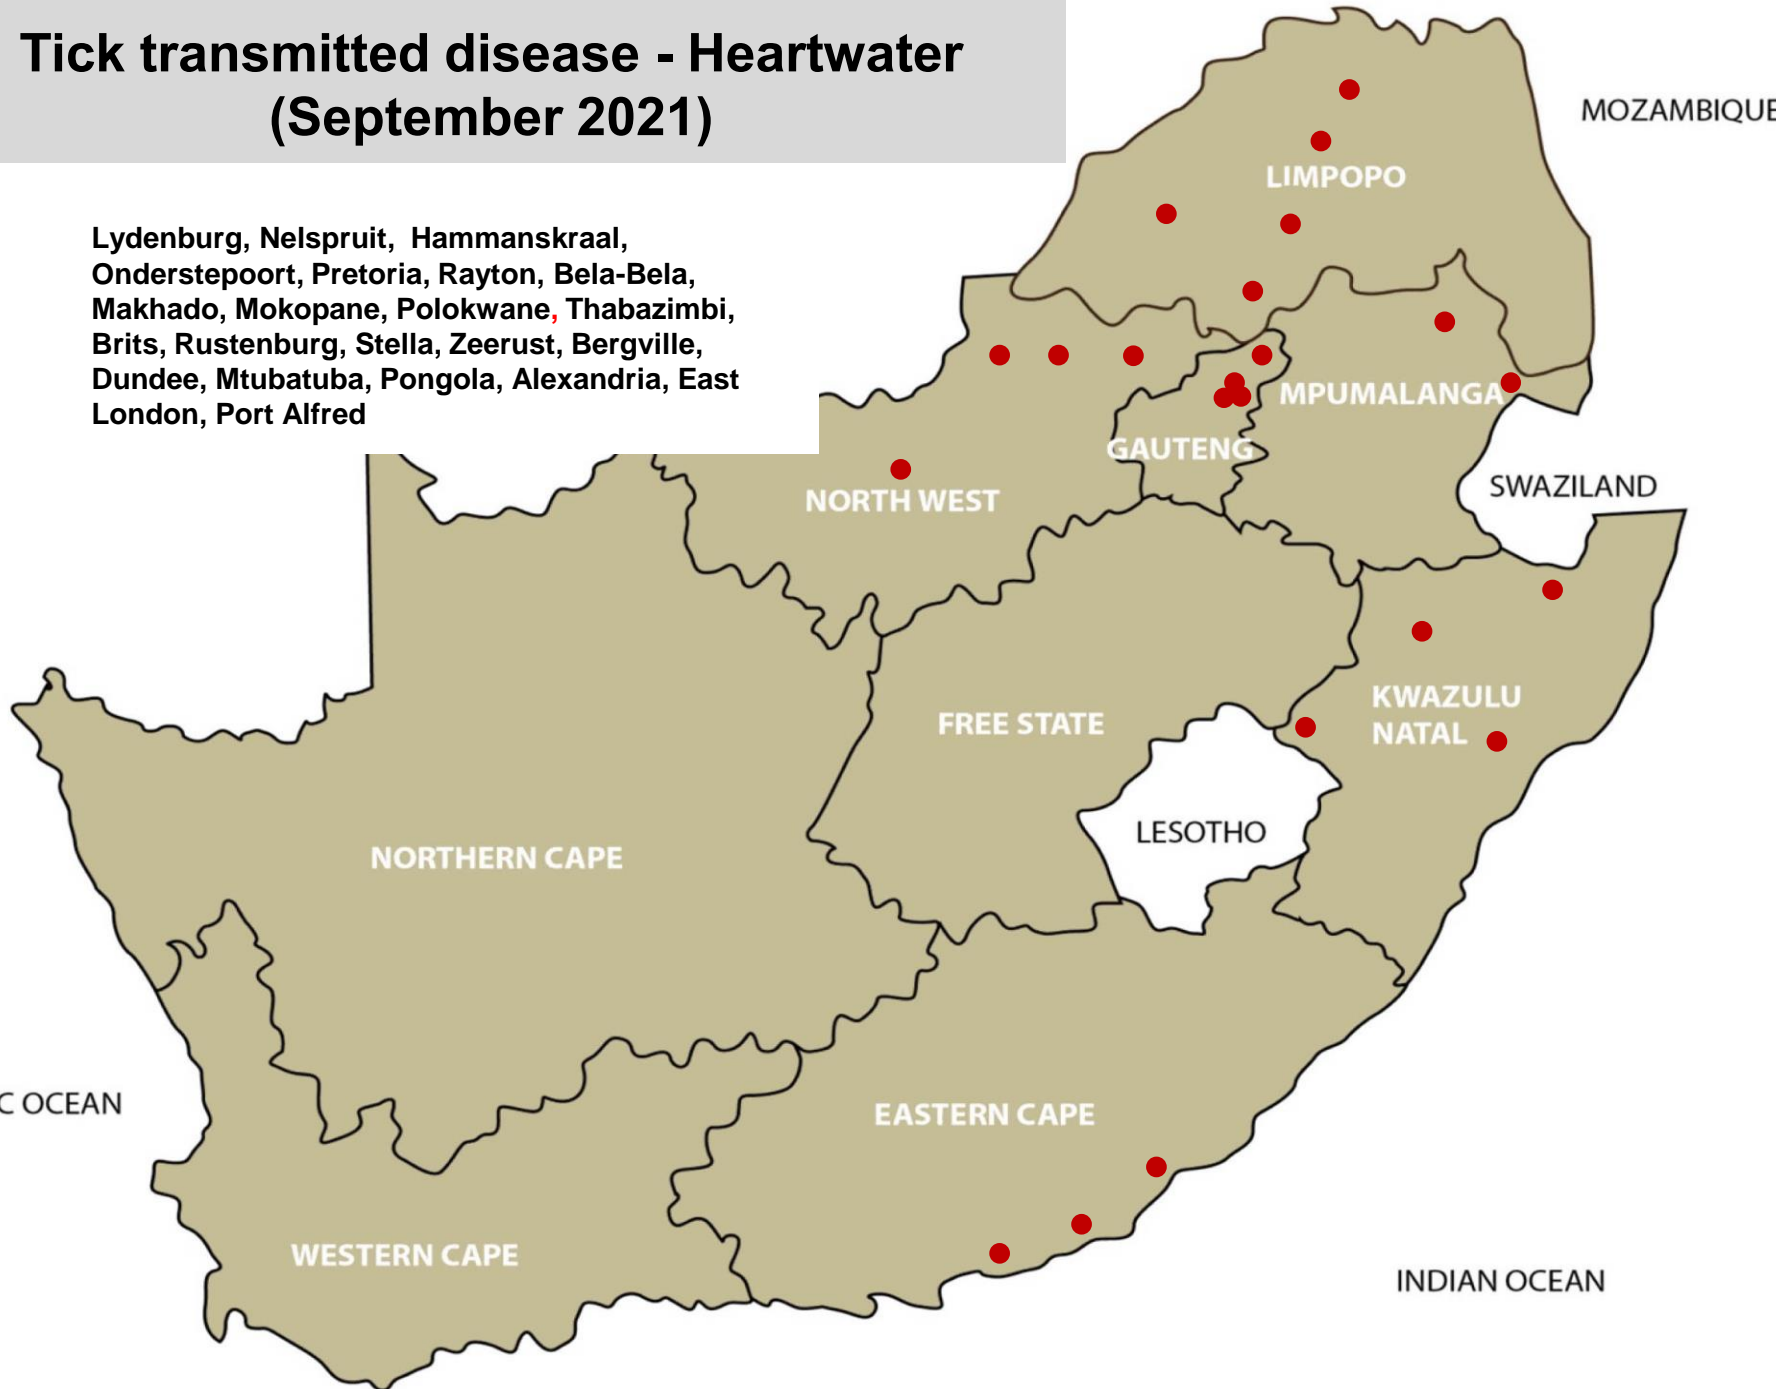 Tick transmitted disease - Heartwater
(September 2021)
Lydenburg, Nelspruit, Hammanskraal,
Onderstepoort, Pretoria, Rayton, Bela-Bela,
Makhado, Mokopane, Polokwane, Thabazimbi,
Brits, Rustenburg, Stella, Zeerust, Bergville,
Dundee, Mtubatuba, Pongola, Alexandria, East
London, Port Alfred
MOZAMBIQUE
LIMPOPO
MPUMALANGA
GAUTENG
NORTH WEST
SWAZILAND
KWAZULU
NATAL
FREE STATE
LESOTHO
NORTHERN CAPE
C OCEAN
EASTERN CAPE
WESTERN CAPE
INDIAN OCEAN